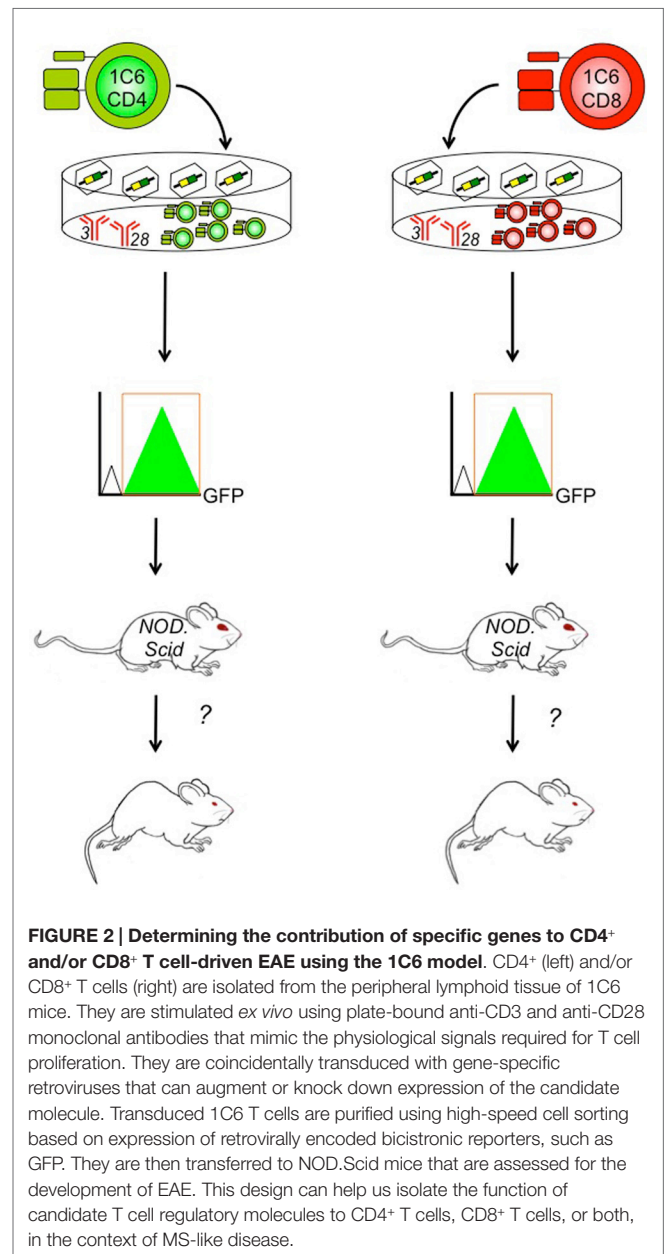 1C6
CD4
1C6
CD8
3
28
3
28
GFP
GFP
NOD.
Scid
NOD.
Scid
?
?
FIGURE 2 | Determining the contribution of specific genes to CD4⁺
and/or CD8⁺ T cell-driven EAE using the 1C6 model. CD4⁺ (left) and/or
CD8⁺ T cells (right) are isolated from the peripheral lymphoid tissue of 1C6
mice. They are stimulated ex vivo using plate-bound anti-CD3 and anti-CD28
monoclonal antibodies that mimic the physiological signals required for T cell
proliferation. They are coincidentally transduced with gene-specific
retroviruses that can augment or knock down expression of the candidate
molecule. Transduced 1C6 T cells are purified using high-speed cell sorting
based on expression of retrovirally encoded bicistronic reporters, such as
GFP. They are then transferred to NOD.Scid mice that are assessed for the
development of EAE. This design can help us isolate the function of
candidate T cell regulatory molecules to CD4⁺ T cells, CD8⁺ T cells, or both,
in the context of MS-like disease.